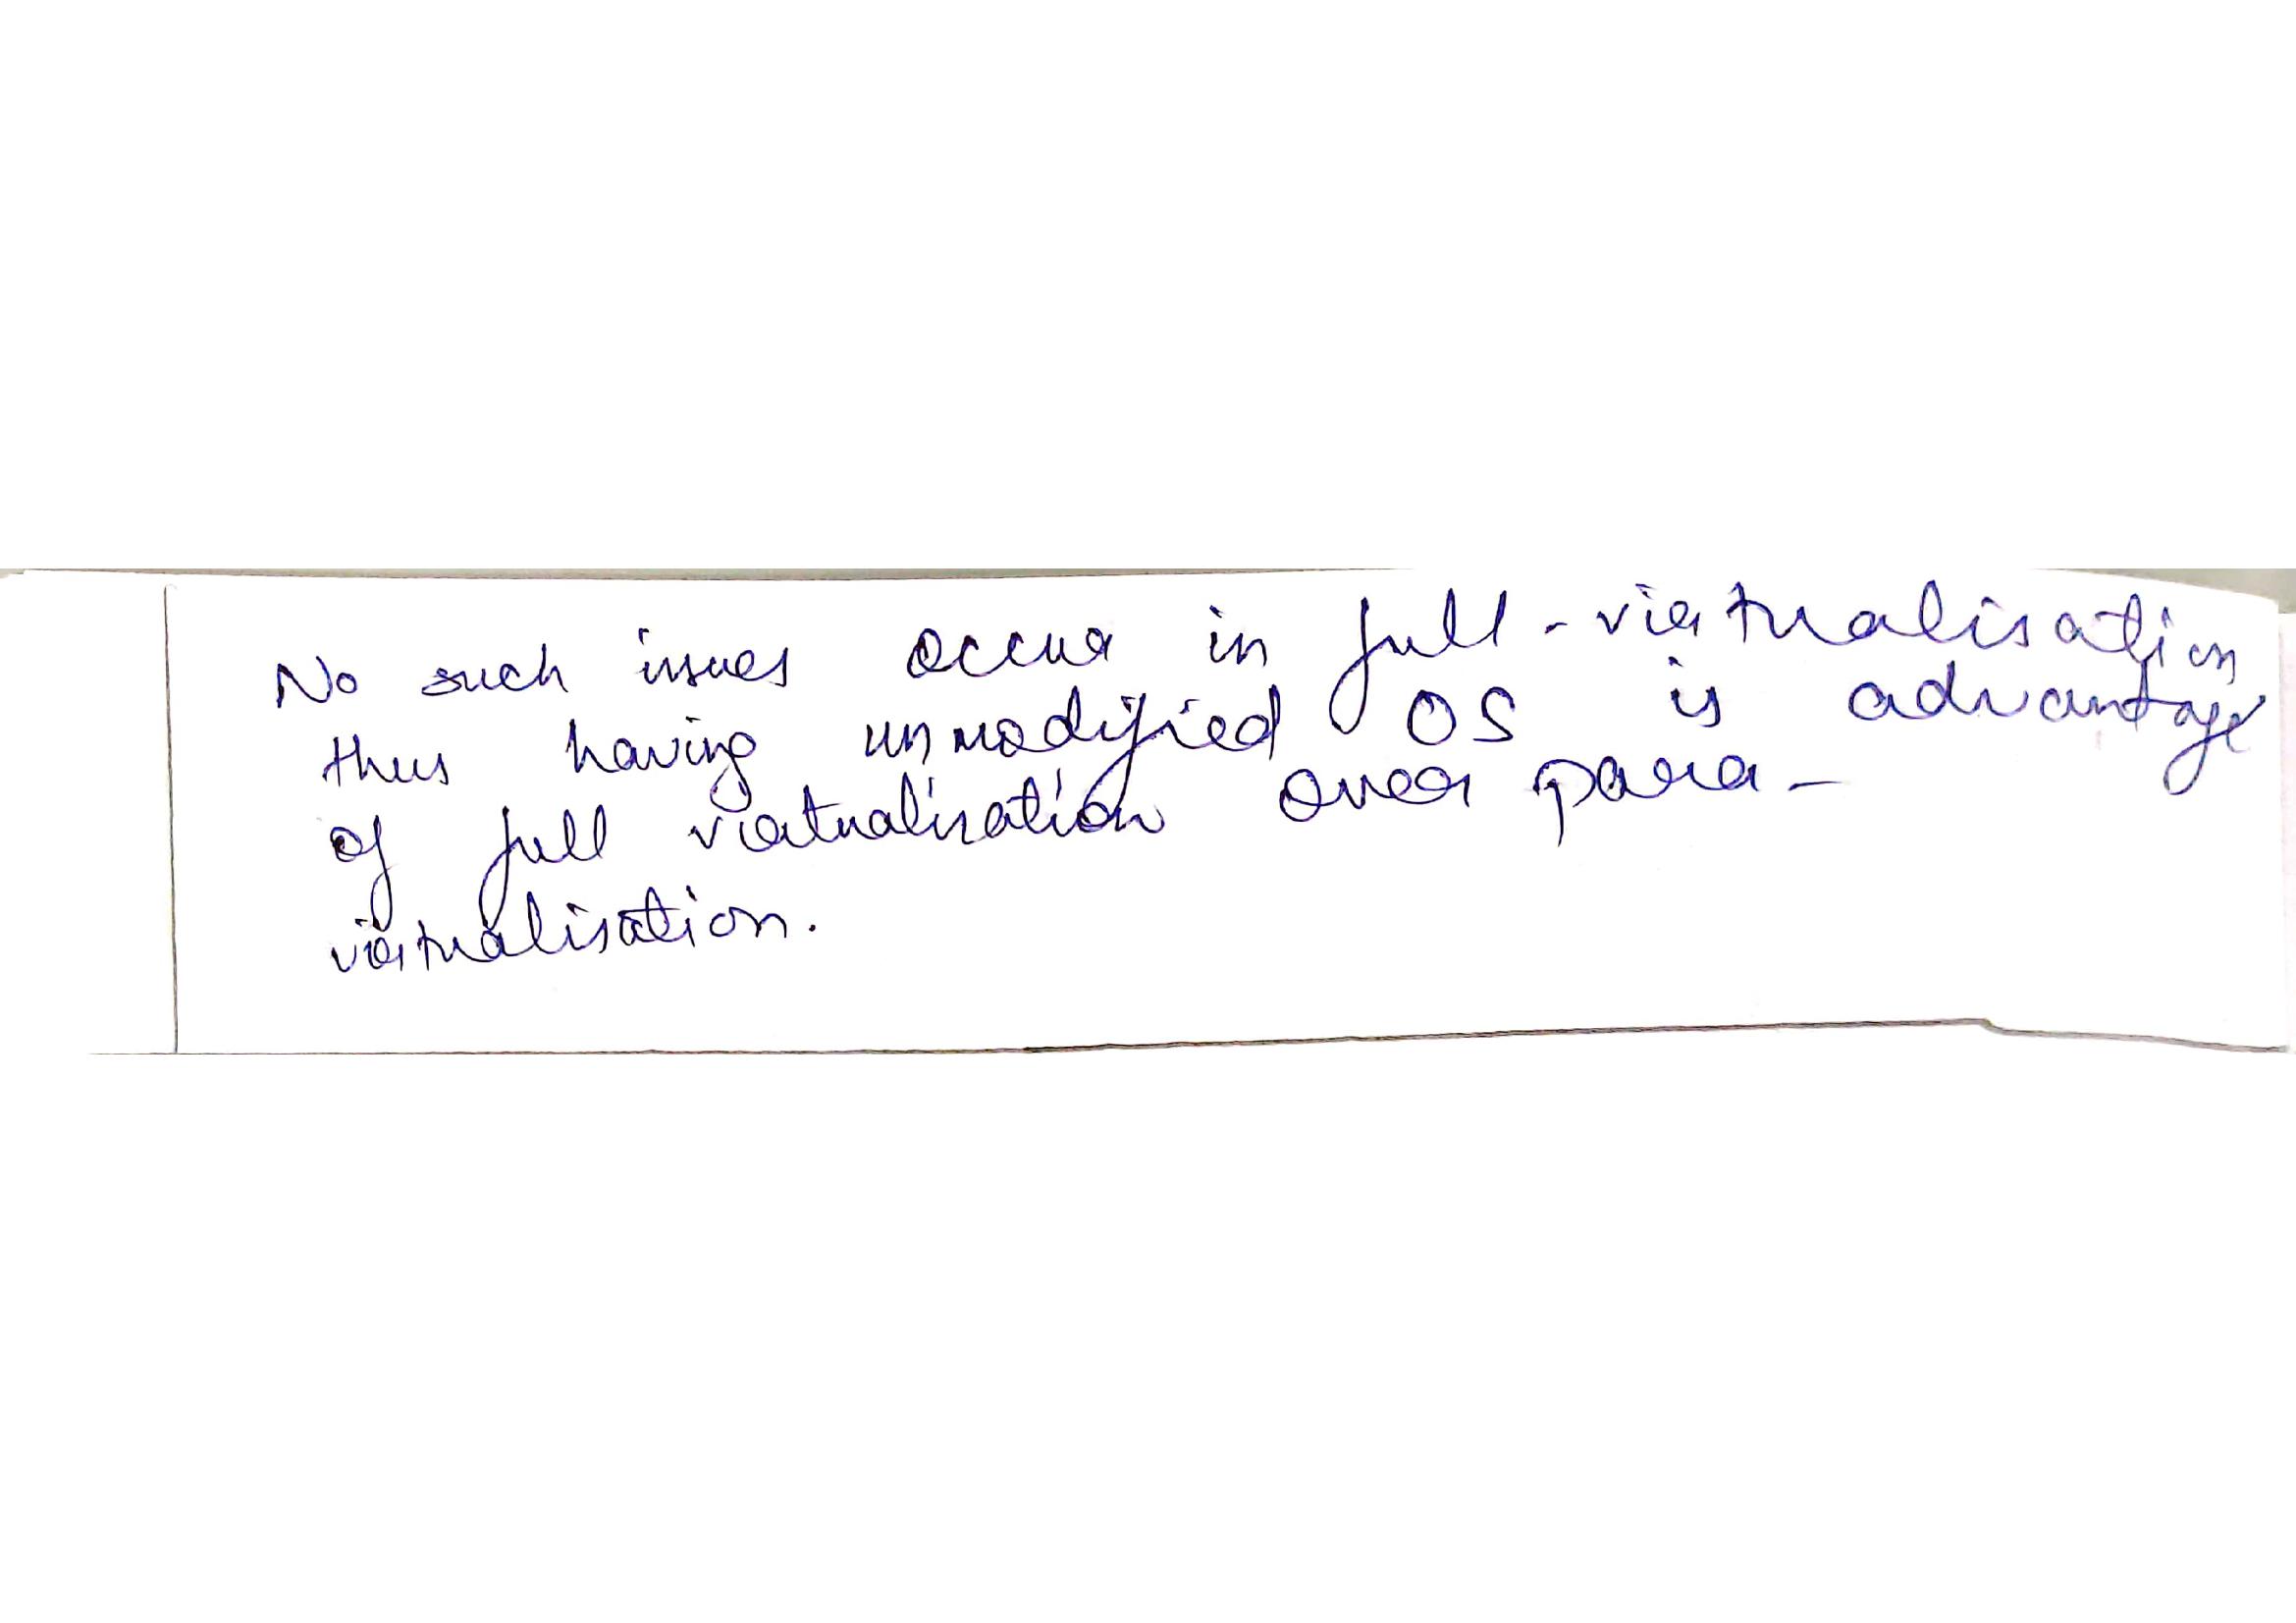 No such issues occur in full-virtualisation
thus having unmodified OS is advantage
of full virtualisation over para-
virtualisation.